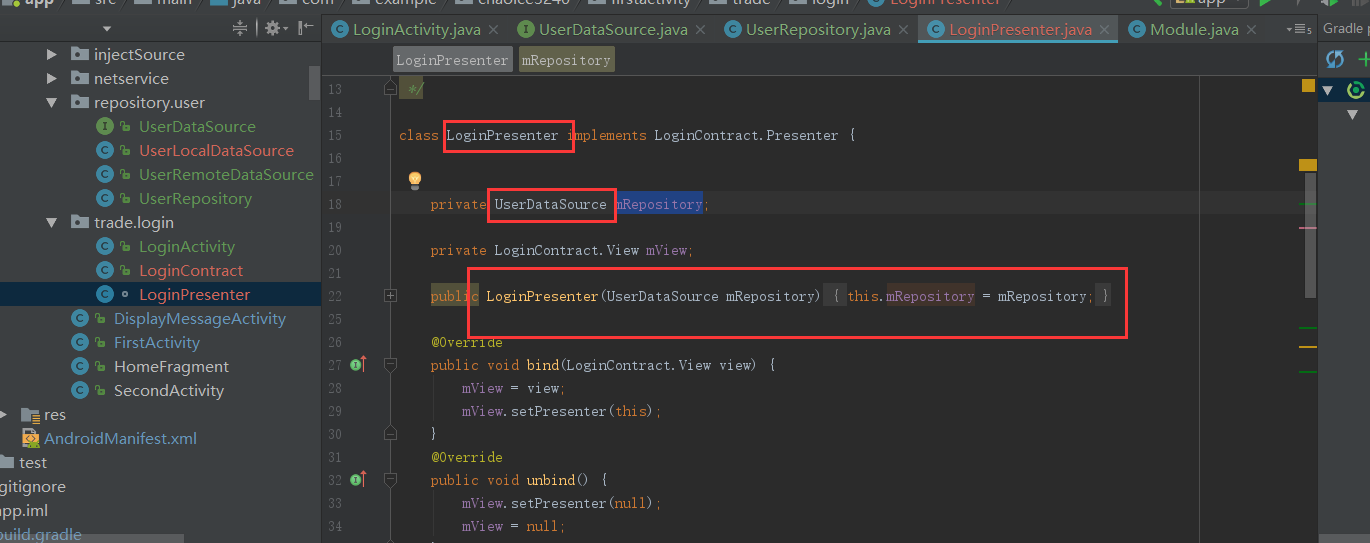 app src main java com example chaolee3240 firstactivity trade login LoginPresenter app
LoginActivity.java UserDataSource.java UserRepository.java LoginPresenter.java Module.java Gradle p
LoginPresenter mRepository
injectSource
netservice
repository.user
UserDataSource
UserLocalDataSource
UserRemoteDataSource
UserRepository
trade.login
LoginActivity
LoginContract
LoginPresenter
DisplayMessageActivity
FirstActivity
HomeFragment
SecondActivity
res
AndroidManifest.xml
test
gitignore
app.iml
build.gradle
13 */
14
15 class LoginPresenter implements LoginContract.Presenter {
16
17
18 private UserDataSource mRepository;
19
20 private LoginContract.View mView;
21
22 public LoginPresenter(UserDataSource mRepository) { this.mRepository = mRepository; }
25
26 @Override
27 public void bind(LoginContract.View view) {
28 mView = view;
29 mView.setPresenter(this);
30 }
31 @Override
32 public void unbind() {
33 mView.setPresenter(null);
34 mView = null;